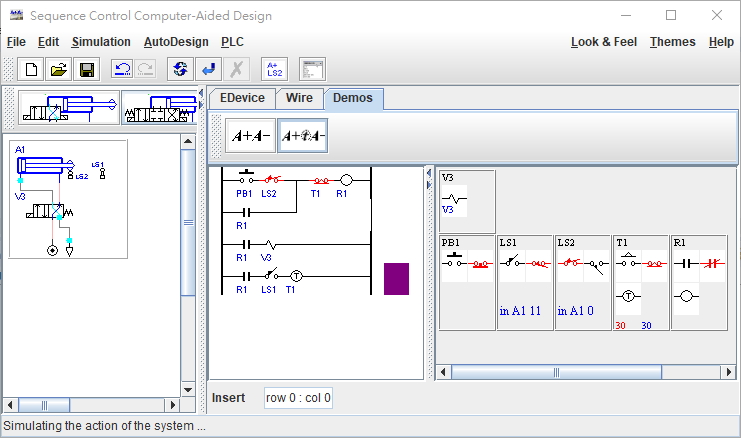 Sequence Control Computer-Aided Design
File Edit Simulation AutoDesign PLC Look & Feel Themes Help
A+
LS2
EDevice Wire Demos
A+A− A+tA−
A1
LS1
LS2
V3
PB1 LS2 T1 R1
R1
R1 V3
T
R1 LS1 T1
V3
V3
PB1 LS1 LS2 T1 R1
T
in A1 11 in A1 0
30 30
Insert row 0 : col 0
Simulating the action of the system ...